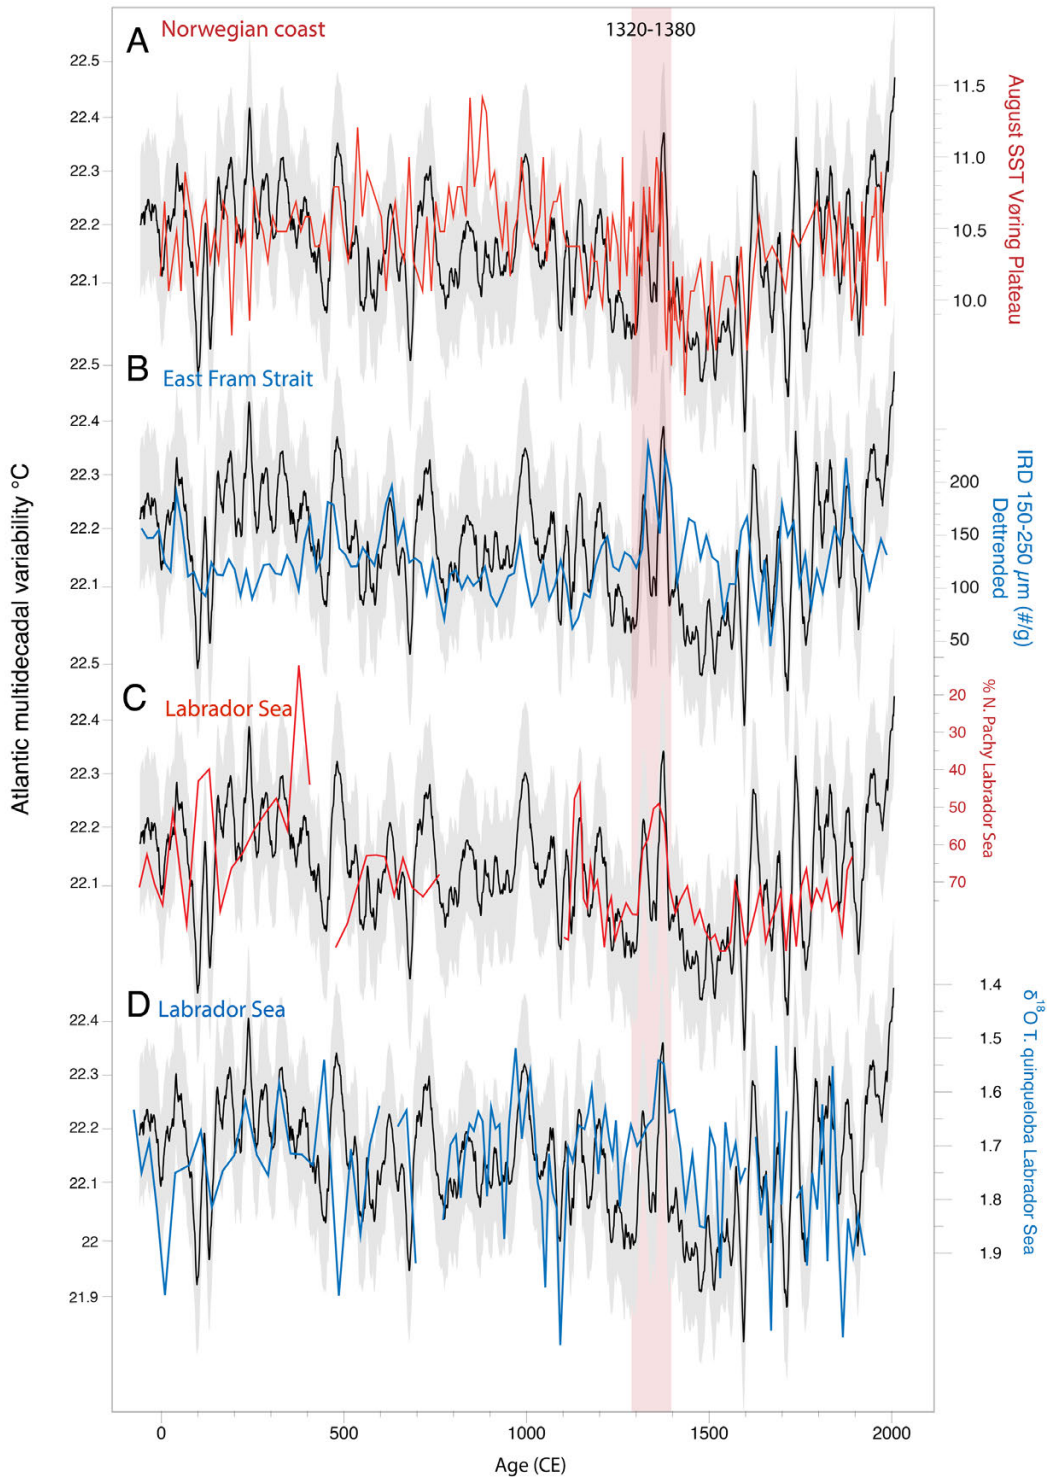 A
Norwegian coast
1320-1380
22.5
22.4
22.3
22.2
22.1
11.5
11.0
10.5
10.0
August SST Vøring Plateau
B
East Fram Strait
22.5
22.4
22.3
22.2
22.1
200
150
100
50
IRD 150-250 µm (#/g)
Dettrended
Atlantic multidecadal variability °C
C
Labrador Sea
22.5
22.4
22.3
22.2
22.1
20
30
40
50
60
70
% N. Pachy Labrador Sea
D
Labrador Sea
22.4
22.3
22.2
22.1
22
21.9
1.4
1.5
1.6
1.7
1.8
1.9
δ18O T. quinqueloba Labrador Sea
0 500 1000 1500 2000
Age (CE)